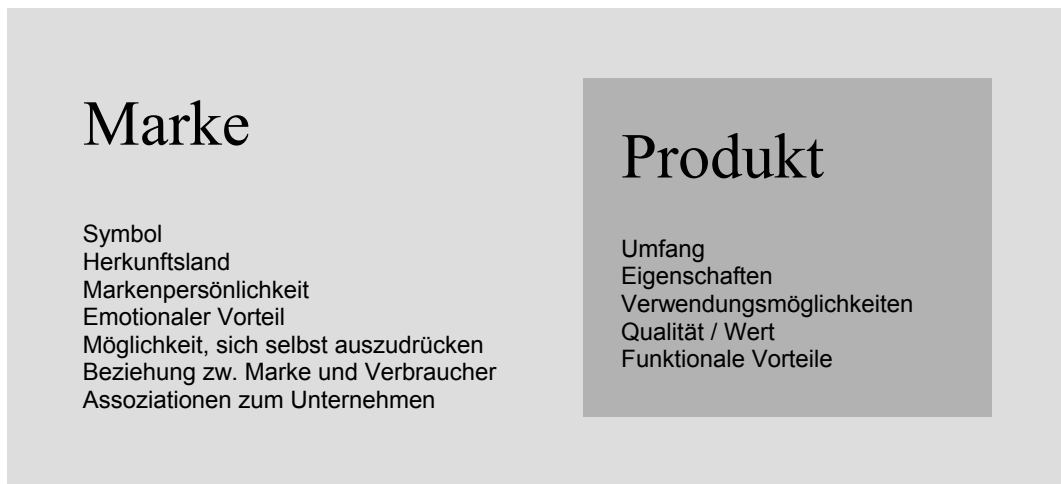 Marke
Symbol
Herkunftsland
Markenpersönlichkeit
Emotionaler Vorteil
Möglichkeit, sich selbst auszudrücken
Beziehung zw. Marke und Verbraucher
Assoziationen zum Unternehmen
Produkt
Umfang
Eigenschaften
Verwendungsmöglichkeiten
Qualität / Wert
Funktionale Vorteile